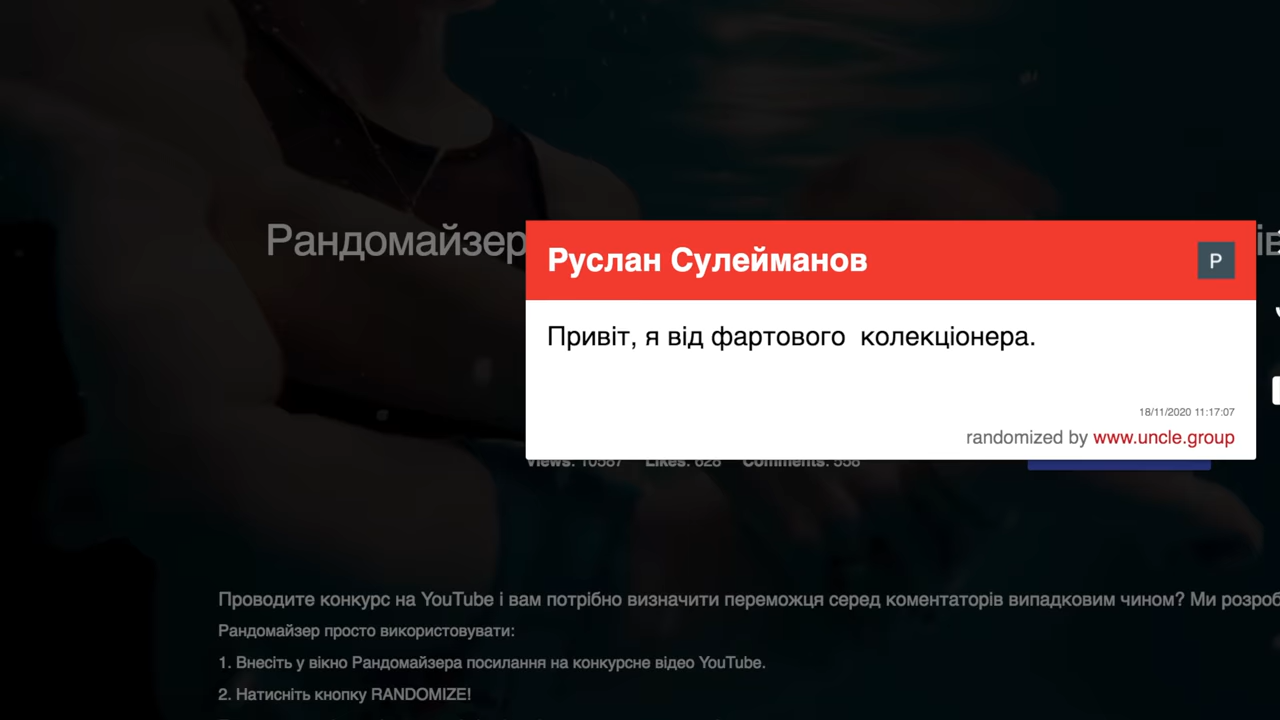 Рандомайзер
Руслан Сулейманов
Р
Привіт, я від фартового колекціонера.
18/11/2020 11:17:07
randomized by www.uncle.group
Views: 10587 Likes: 628 Comments: 558
Проводите конкурс на YouTube і вам потрібно визначити переможця серед коментаторів випадковим чином? Ми розроб
Рандомайзер просто використовувати:
1. Внесіть у вікно Рандомайзера посилання на конкурсне відео YouTube.
2. Натисніть кнопку RANDOMIZE!